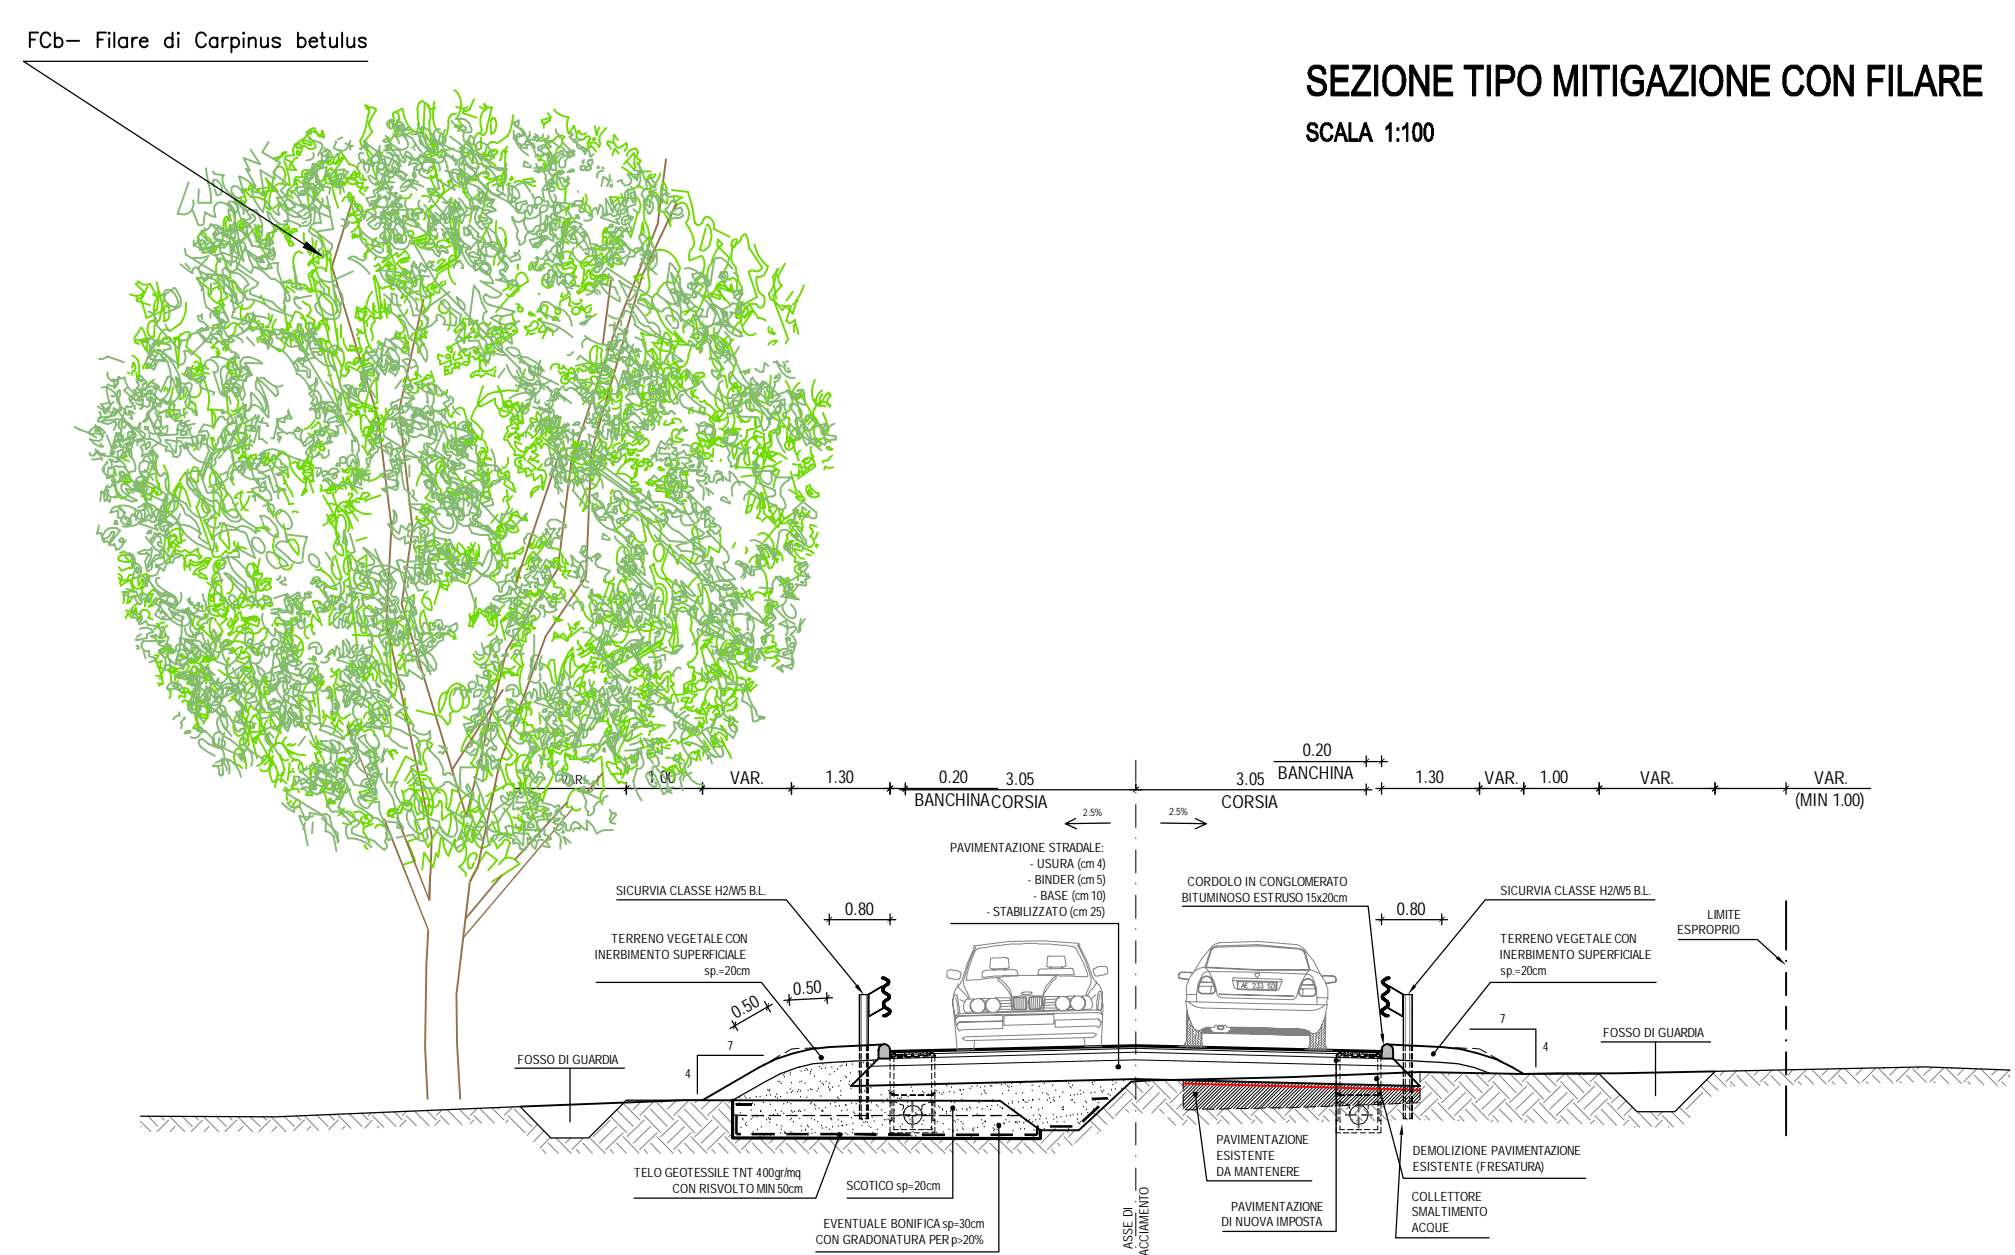 FCb– Filare di Carpinus betulus
SEZIONE TIPO MITIGAZIONE CON FILARE
SCALA 1:100
0.20
BANCHINA
VAR. 1.00 VAR. 1.30 0.20 3.05 3.05 1.30 VAR. 1.00 VAR. VAR.
BANCHINA CORSIA CORSIA (MIN 1.00)
2.5% 2.5%
PAVIMENTAZIONE STRADALE:
- USURA (cm 4)
- BINDER (cm 5)
- BASE (cm 10)
- STABILIZZATO (cm 25)
CORDOLO IN CONGLOMERATO
BITUMINOSO ESTRUSO 15x20cm
SICURVIA CLASSE H2/W5 B.L.
0.80
SICURVIA CLASSE H2/W5 B.L.
0.80
LIMITE
ESPROPRIO
TERRENO VEGETALE CON
INERBIMENTO SUPERFICIALE
sp.=20cm
TERRENO VEGETALE CON
INERBIMENTO SUPERFICIALE
sp.=20cm
0.50 0.50
7
4
7
4
FOSSO DI GUARDIA
FOSSO DI GUARDIA
TELO GEOTESSILE TNT 400gr/mq
CON RISVOLTO MIN 50cm
SCOTICO sp=20cm
EVENTUALE BONIFICA sp=30cm
CON GRADONATURA PER p>20%
ASSE DI
ACCIAMENTO
PAVIMENTAZIONE
ESISTENTE
DA MANTENERE
PAVIMENTAZIONE
DI NUOVA IMPOSTA
DEMOLIZIONE PAVIMENTAZIONE
ESISTENTE (FRESATURA)
COLLETTORE
SMALTIMENTO
ACQUE